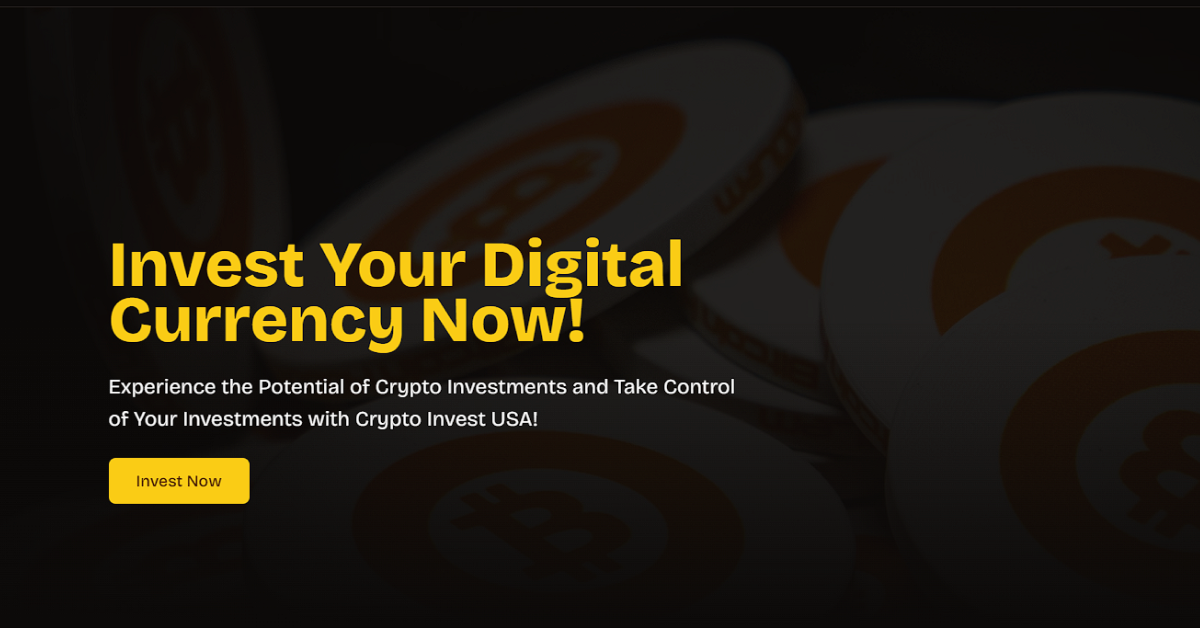 Invest Your Digital
Currency Now!
Experience the Potential of Crypto Investments and Take Control
of Your Investments with Crypto Invest USA!
Invest Now